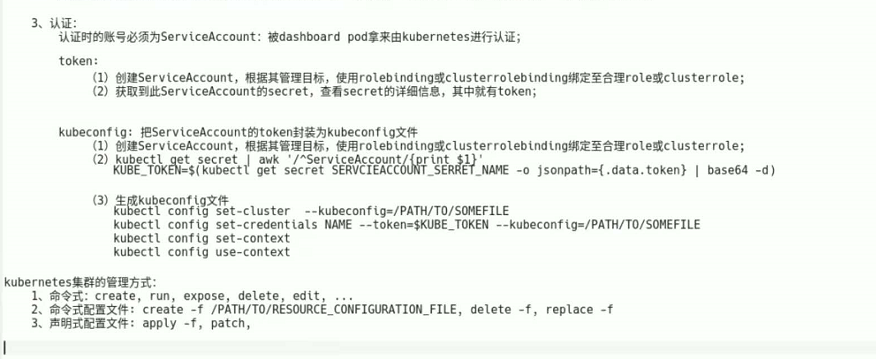 3、认证:
认证时的账号必须为ServiceAccount: 被dashboard pod拿来由kubernetes进行认证;
token:
(1) 创建ServiceAccount, 根据其管理目标, 使用rolebinding或clusterrolebinding绑定至合理role或clusterrole;
(2) 获取到此ServiceAccount的secret, 查看secret的详细信息, 其中就有token;
kubeconfig: 把ServiceAccount的token封装为kubeconfig文件
(1) 创建ServiceAccount, 根据其管理目标, 使用rolebinding或clusterrolebinding绑定至合理role或clusterrole;
(2) kubectl get secret | awk '/^ServiceAccount/{print $1}'
KUBE_TOKEN=$(kubectl get secret SERVCIEACCOUNT_SERRET_NAME -o jsonpath={.data.token} | base64 -d)
(3) 生成kubeconfig文件
kubectl config set-cluster --kubeconfig=/PATH/TO/SOMEFILE
kubectl config set-credentials NAME --token=$KUBE_TOKEN --kubeconfig=/PATH/TO/SOMEFILE
kubectl config set-context
kubectl config use-context
kubernetes集群的管理方式:
1、命令式: create, run, expose, delete, edit, ...
2、命令式配置文件: create -f /PATH/TO/RESOURCE_CONFIGURATION_FILE, delete -f, replace -f
3、声明式配置文件: apply -f, patch,